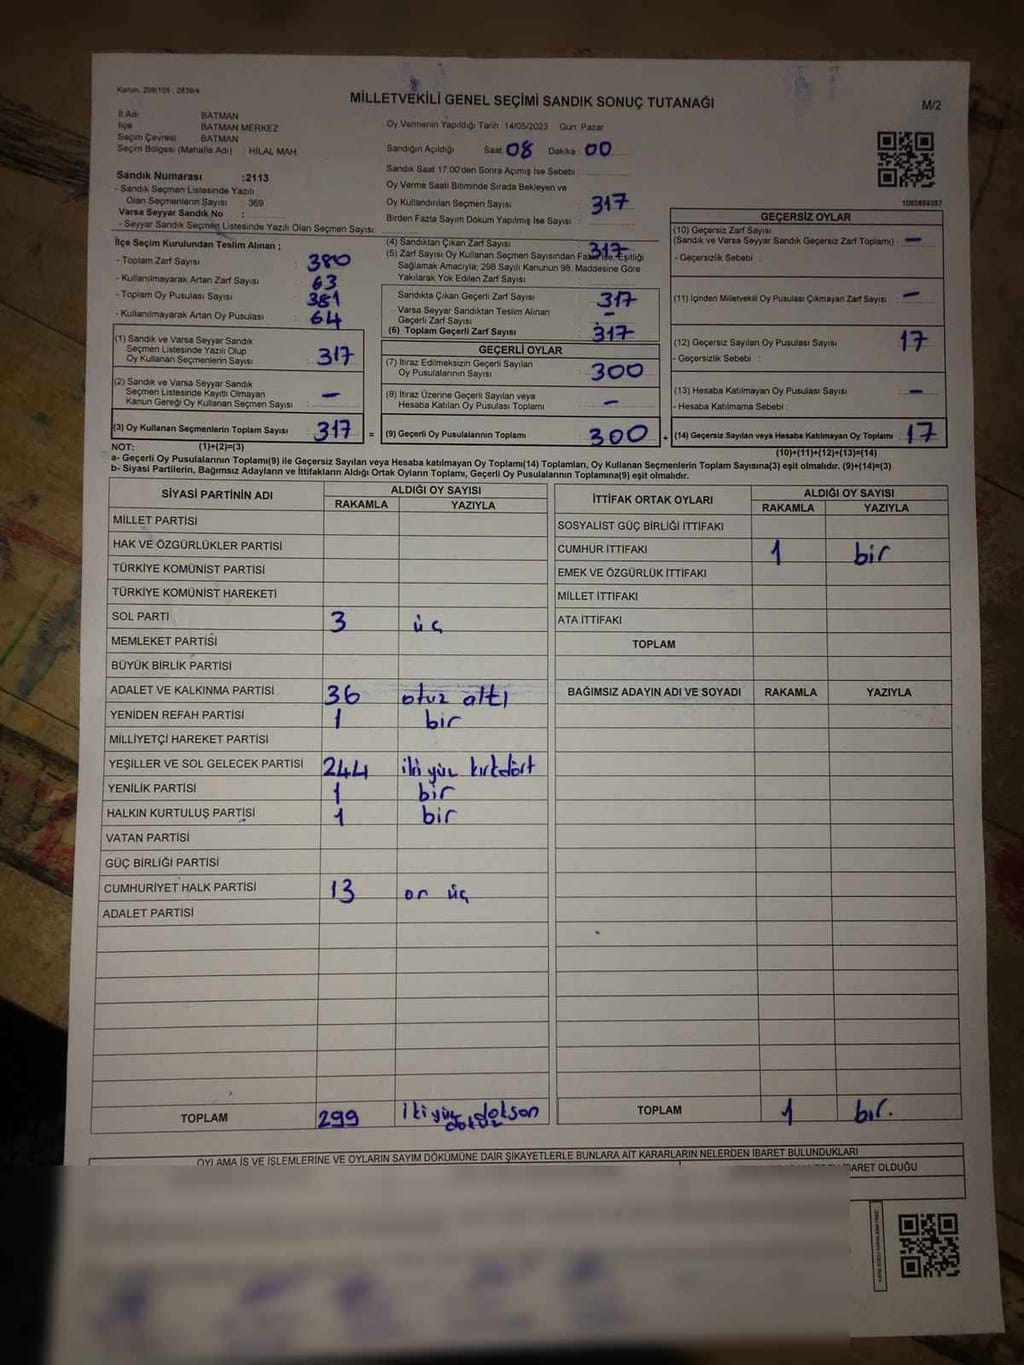 Kanun: 298/105 ; 2839/4
MİLLETVEKİLİ GENEL SEÇİMİ SANDIK SONUÇ TUTANAĞI
M/2
İl Adı BATMAN
İlçe BATMAN MERKEZ
Seçim Çevresi BATMAN
Seçim Bölgesi (Mahalle Adı) : HİLAL MAH.
Oy Vermenin Yapıldığı Tarih : 14/05/2023 Gün: Pazar
Sandığın Açıldığı Saat: 08 Dakika: 00
Sandık Saat 17.00'den Sonra Açımış İse Sebebi :
Oy Verme Saati Bitiminde Sırada Bekleyen ve
Oy Kullandırılan Seçmen Sayısı 317
Birden Fazla Sayım Döküm Yapılmış İse Sayısı :
Sandık Numarası :2113
- Sandık Seçmen Listesinde Yazılı
Olan Seçmenlerin Sayısı : 369
Varsa Seyyar Sandık No :
- Seyyar Sandık Seçmen Listesinde Yazılı Olan Seçmen Sayısı:
İlçe Seçim Kurulundan Teslim Alınan ;
- Toplam Zarf Sayısı 380
- Kullanılmayarak Artan Zarf Sayısı 63
- Toplam Oy Pusulası Sayısı 381
- Kullanılmayarak Artan Oy Pusulası 64
(1) Sandık ve Varsa Seyyar Sandık
Seçmen Listesinde Yazılı Olup
Oy Kullanan Seçmenlerin Sayısı 317
(2) Sandık ve Varsa Seyyar Sandık
Seçmen Listesinde Kayıtlı Olmayan
Kanun Gereği Oy Kullanan Seçmen Sayısı : –
(3) Oy Kullanan Seçmenlerin Toplam Sayısı 317 =
(4) Sandıktan Çıkan Zarf Sayısı 317
(5) Zarf Sayısı Oy Kullanan Seçmen Sayısından Fazla İse, Eşitliği
Sağlamak Amacıyla; 298 Sayılı Kanunun 98. Maddesine Göre
Yakılarak Yok Edilen Zarf Sayısı –
Sandıkta Çıkan Geçerli Zarf Sayısı 317
Varsa Seyyar Sandıktan Teslim Alınan
Geçerli Zarf Sayısı –
(6) Toplam Geçerli Zarf Sayısı 317
GEÇERLİ OYLAR
(7) İtiraz Edilmeksizin Geçerli Sayılan
Oy Pusulalarının Sayısı 300
(8) İtiraz Üzerine Geçerli Sayılan veya
Hesaba Katılan Oy Pusulası Toplamı –
(9) Geçerli Oy Pusulalarının Toplamı 300 +
1083859387
GEÇERSİZ OYLAR
(10) Geçersiz Zarf Sayısı
(Sandık ve Varsa Seyyar Sandık Geçersiz Zarf Toplamı) : –
- Geçersizlik Sebebi :
(11) İçinden Milletvekili Oy Pusulası Çıkmayan Zarf Sayısı : –
(12) Geçersiz Sayılan Oy Pusulası Sayısı 17
- Geçersizlik Sebebi :
(13) Hesaba Katılmayan Oy Pusulası Sayısı –
- Hesaba Katılmama Sebebi :
(14) Geçersiz Sayılan veya Hesaba Katılmayan Oy Toplamı 17
NOT: (1)+(2)=(3) (10)+(11)+(12)+(13)=(14)
a- Geçerli Oy Pusulalarının Toplamı(9) ile Geçersiz Sayılan veya Hesaba katılmayan Oy Toplamı(14) Toplamları, Oy Kullanan Seçmenlerin Toplam Sayısına(3) eşit olmalıdır. (9)+(14)=(3)
b- Siyasi Partilerin, Bağımsız Adayların ve İttifakların Aldığı Ortak Oyların Toplamı, Geçerli Oy Pusulalarının Toplamına(9) eşit olmalıdır.
SİYASİ PARTİNİN ADI ALDIĞI OY SAYISI
RAKAMLA YAZIYLA
MİLLET PARTİSİ
HAK VE ÖZGÜRLÜKLER PARTİSİ
TÜRKİYE KOMÜNİST PARTİSİ
TÜRKİYE KOMÜNİST HAREKETİ
SOL PARTİ 3 üç
MEMLEKET PARTİSİ
BÜYÜK BİRLİK PARTİSİ
ADALET VE KALKINMA PARTİSİ 36 otuz altı
YENİDEN REFAH PARTİSİ 1 bir
MİLLİYETÇİ HAREKET PARTİSİ
YEŞİLLER VE SOL GELECEK PARTİSİ 244 iki yüz kırkdört
YENİLİK PARTİSİ 1 bir
HALKIN KURTULUŞ PARTİSİ 1 bir
VATAN PARTİSİ
GÜÇ BİRLİĞİ PARTİSİ
CUMHURİYET HALK PARTİSİ 13 on üç
ADALET PARTİSİ
TOPLAM 299 İki yüz doksan
dokuz
İTTİFAK ORTAK OYLARI ALDIĞI OY SAYISI
RAKAMLA YAZIYLA
SOSYALIST GÜÇ BİRLİĞİ İTTİFAKI
CUMHUR İTTİFAKI 1 bir
EMEK VE ÖZGÜRLÜK İTTİFAKI
MİLLET İTTİFAKI
ATA İTTİFAKI
TOPLAM
BAĞIMSIZ ADAYIN ADI VE SOYADI RAKAMLA YAZIYLA
TOPLAM 1 bir.
OYLAMA İŞ VE İŞLEMLERİNE VE OYLARIN SAYIM DÖKÜMÜNE DAİR ŞİKAYETLERLE BUNLARA AİT KARARLARIN NELERDEN İBARET BULUNDUKLARI
BARET OLDUĞU